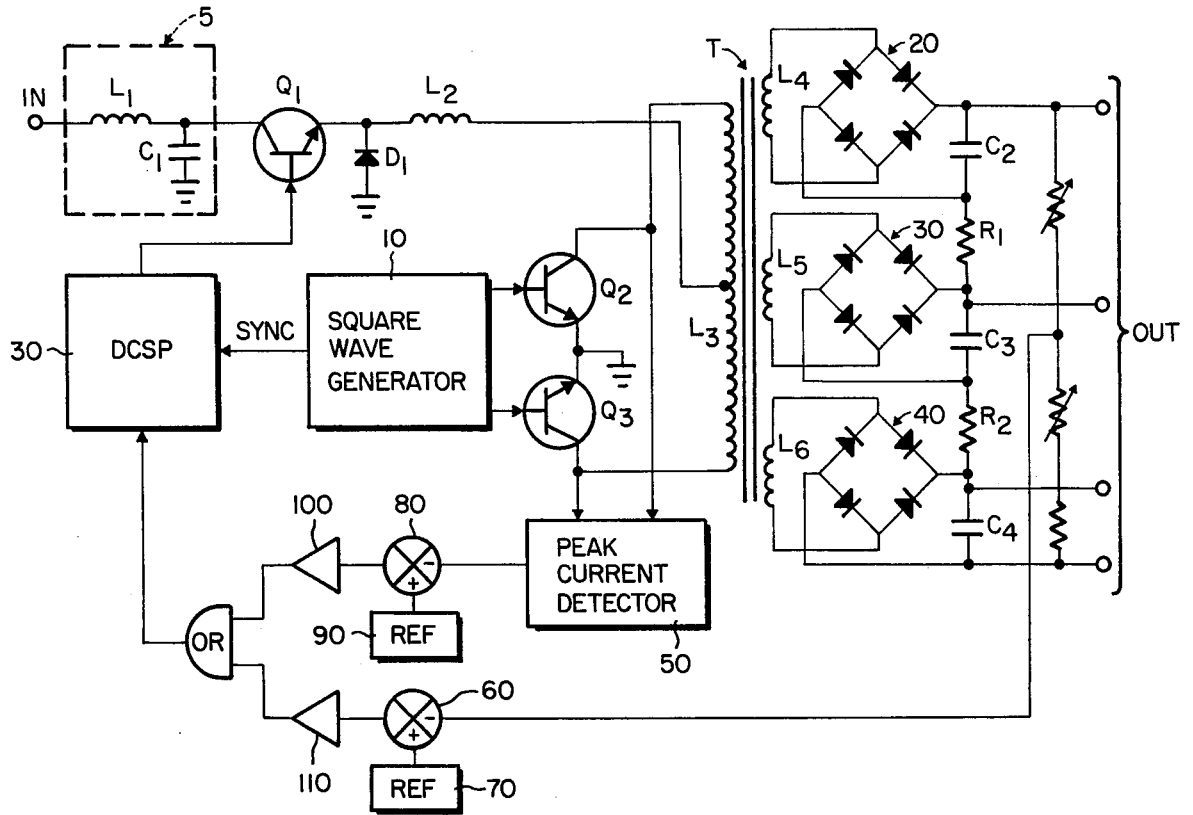 5
IN
L1
C1
Q1
D1
L2
T
L4
20
C2
R1
L5
30
C3
R2
L6
40
C4
OUT
L3
30
DCSP
SYNC
10
SQUARE
WAVE
GENERATOR
Q2
Q3
PEAK
CURRENT
DETECTOR
50
100
80
-
+
90
REF
OR
110
60
-
+
REF
70